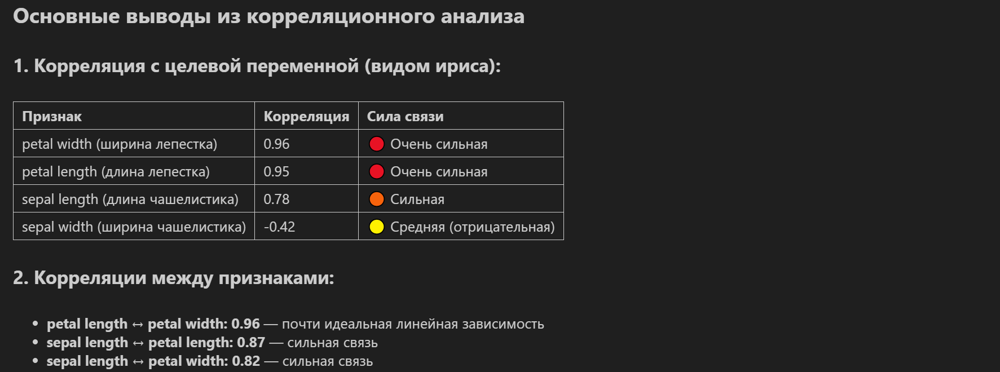 Основные выводы из корреляционного анализа
1. Корреляция с целевой переменной (видом ириса):
Признак Корреляция Сила связи
petal width (ширина лепестка) 0.96 🔴 Очень сильная
petal length (длина лепестка) 0.95 🔴 Очень сильная
sepal length (длина чашелистика) 0.78 🟠 Сильная
sepal width (ширина чашелистика) -0.42 🟡 Средняя (отрицательная)
2. Корреляции между признаками:
• petal length ↔ petal width: 0.96 — почти идеальная линейная зависимость
• sepal length ↔ petal length: 0.87 — сильная связь
• sepal length ↔ petal width: 0.82 — сильная связь